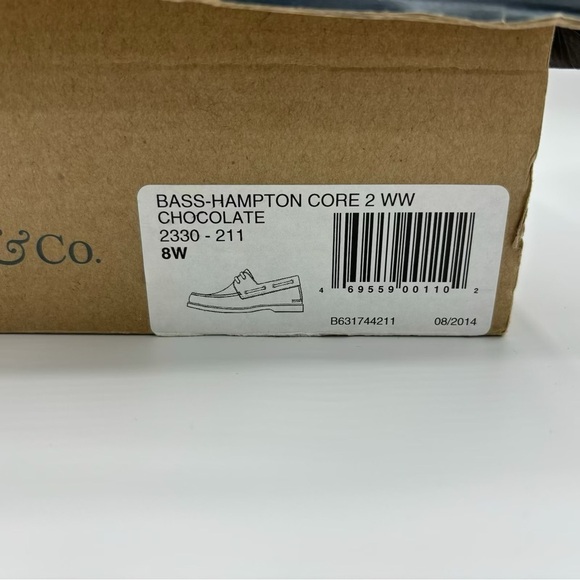 & Co.
BASS-HAMPTON CORE 2 WW
CHOCOLATE
2330 - 211
8W
4 69559 00110 2
B631744211 08/2014